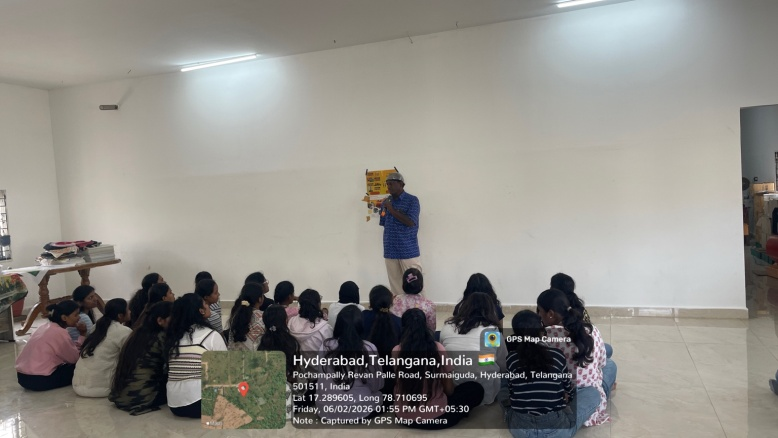 GPS Map Camera
Hyderabad,Telangana,India
Pochampally Revan Palle Road, Surmaiguda, Hyderabad, Telangana
501511, India
Lat 17.289605, Long 78.710695
Friday, 06/02/2026 01:55 PM GMT+05:30
Note : Captured by GPS Map Camera